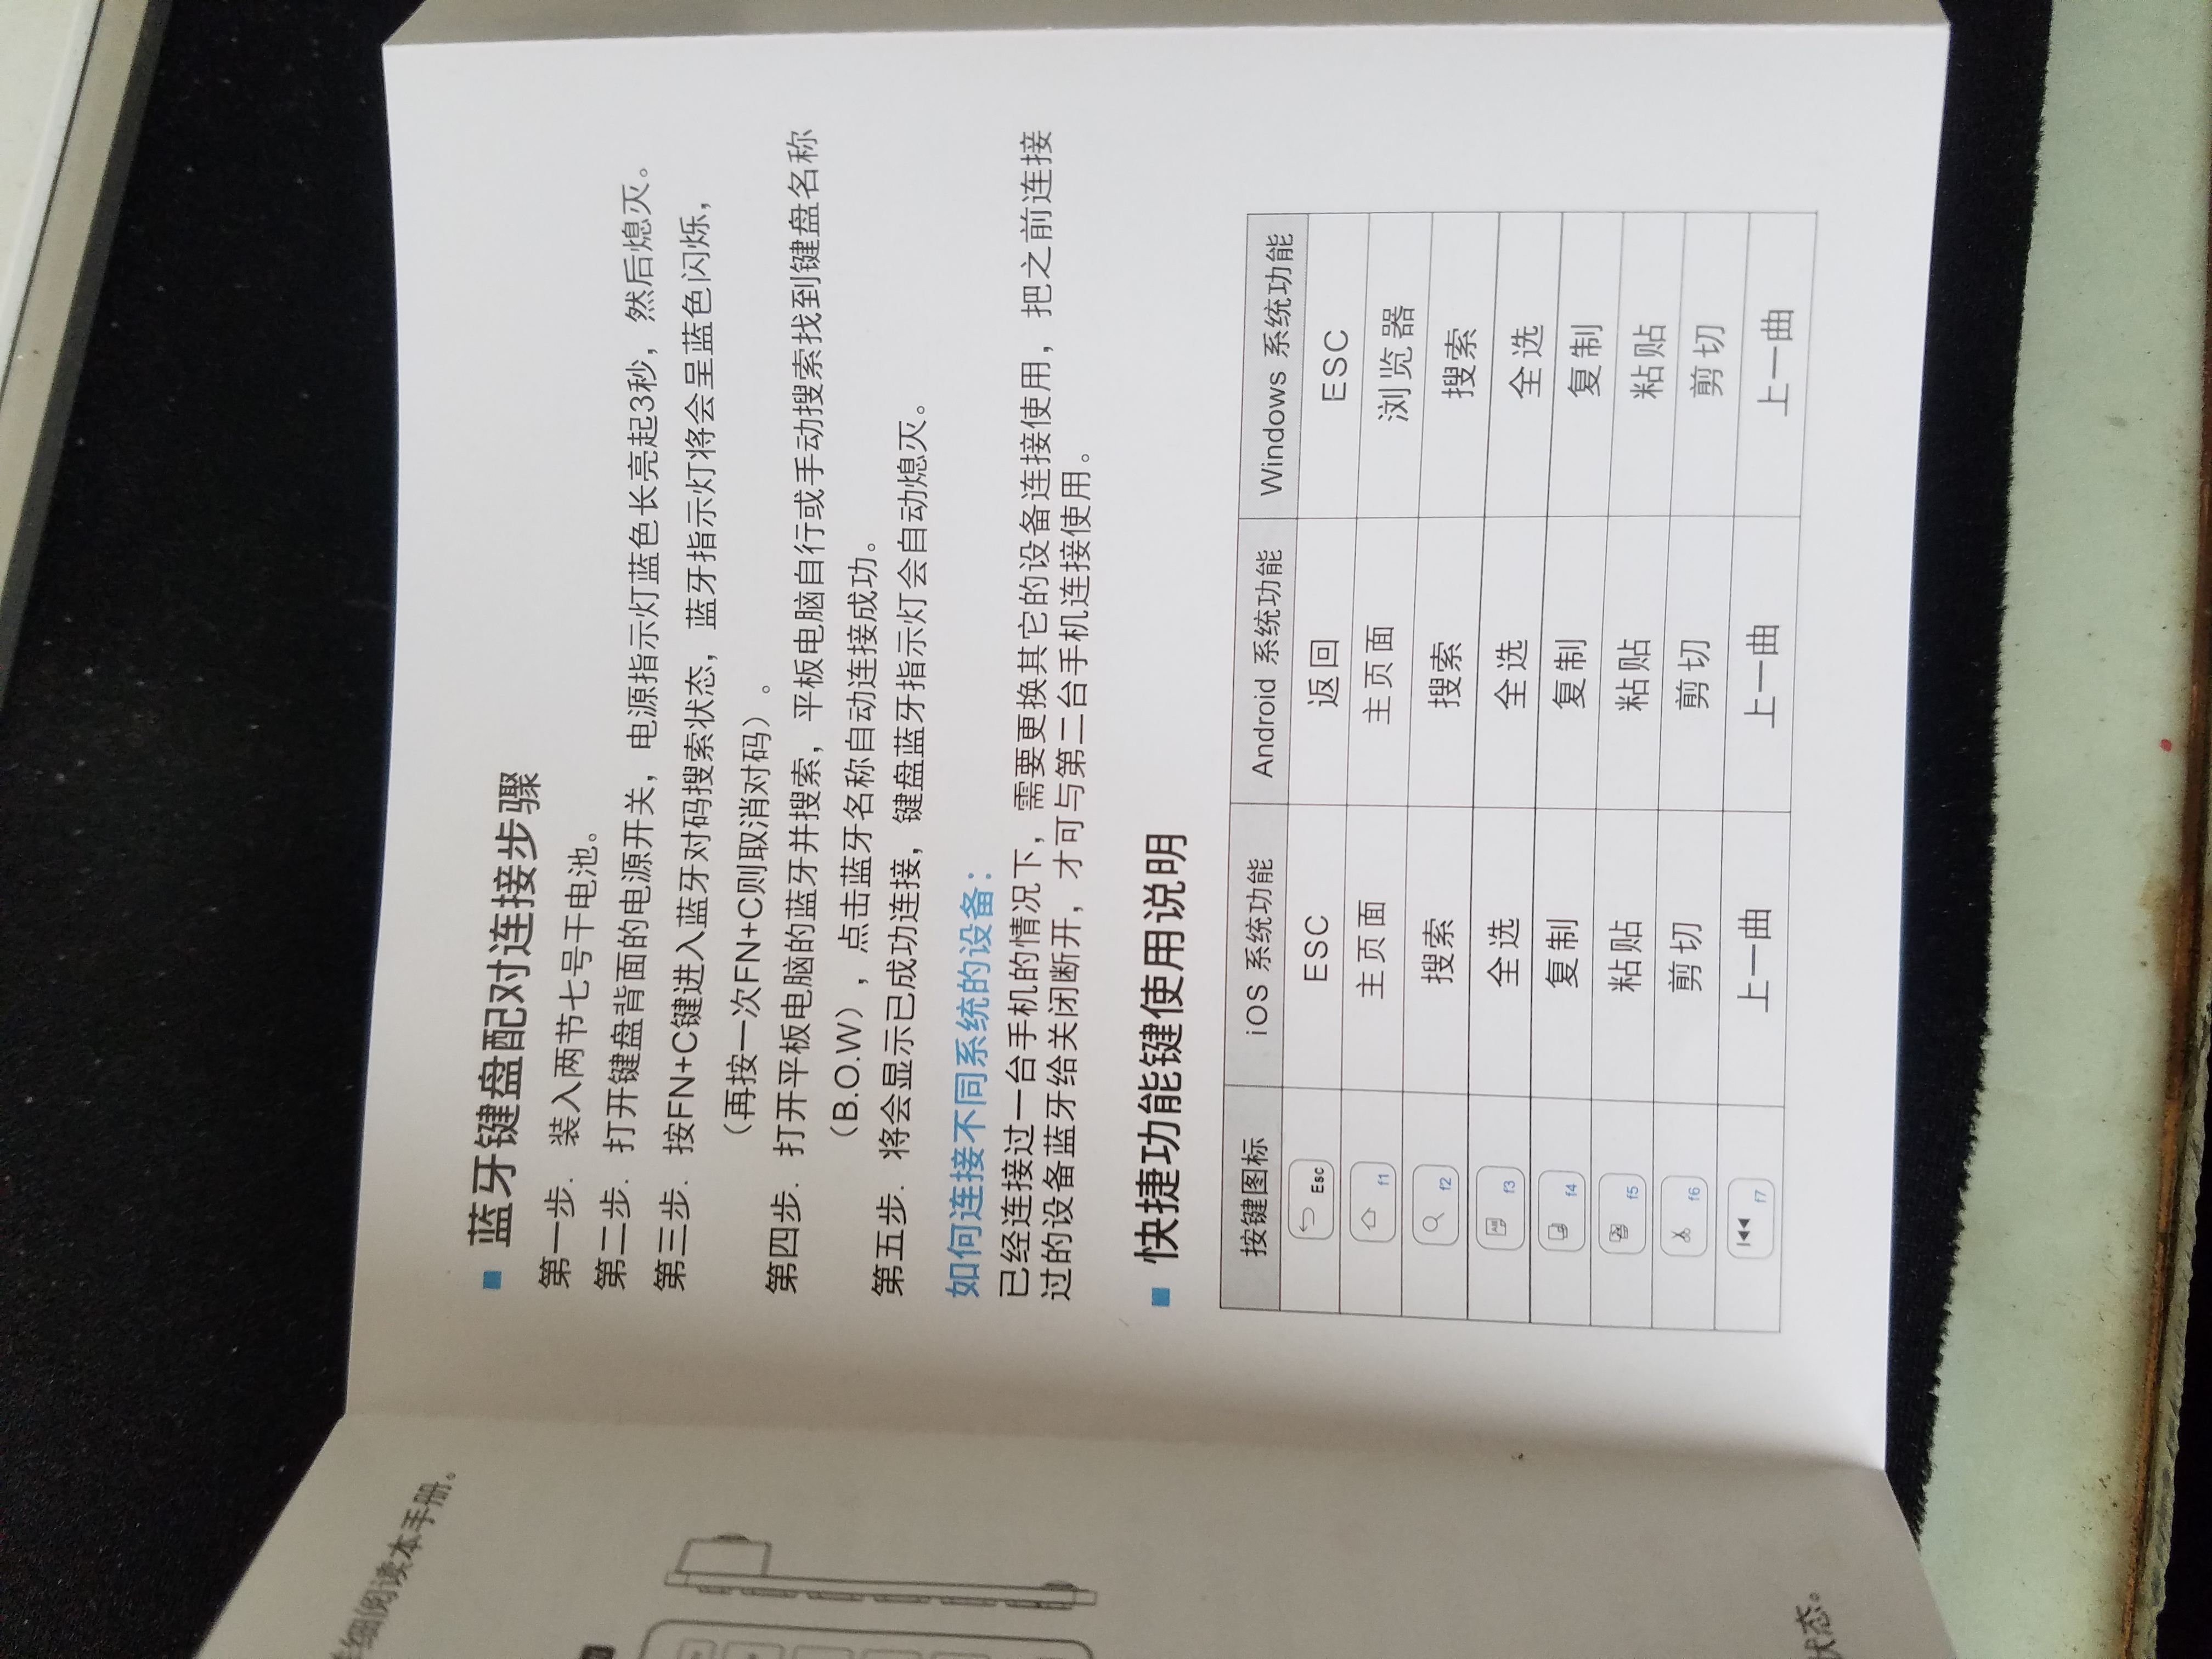 细阅读本手册。
状态。
■ 蓝牙键盘配对连接步骤
第一步. 装入两节七号干电池。
第二步. 打开键盘背面的电源开关，电源指示灯蓝色长亮起3秒，然后熄灭。
第三步. 按FN+C键进入蓝牙对码搜索状态，蓝牙指示灯将会呈蓝色闪烁，
（再按一次FN+C则取消对码）。
第四步. 打开平板电脑的蓝牙并搜索，平板电脑自行或手动搜索找到键盘名称
（B.O.W），点击蓝牙名称自动连接成功。
第五步. 将会显示已成功连接，键盘蓝牙指示灯会自动熄灭。
如何连接不同系统的设备：
已经连接过一台手机的情况下，需要更换其它的设备连接使用，把之前连接
过的设备蓝牙给关闭断开，才可与第二台手机连接使用。
■ 快捷功能键使用说明
按键图标 iOS 系统功能 Android 系统功能 Windows 系统功能
Esc ESC 返回 ESC
f1 主页面 主页面 浏览器
f2 搜索 搜索 搜索
f3 全选 全选 全选
f4 复制 复制 复制
f5 粘贴 粘贴 粘贴
f6 剪切 剪切 剪切
f7 上一曲 上一曲 上一曲